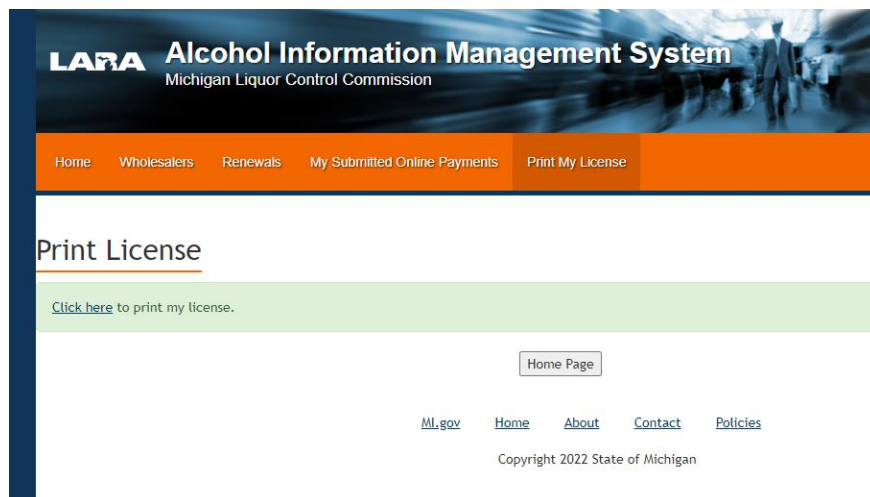 LARA Alcohol Information Management System
Michigan Liquor Control Commission
Home Wholesalers Renewals My Submitted Online Payments Print My License
Print License
Click here to print my license.
Home Page
MI.gov Home About Contact Policies
Copyright 2022 State of Michigan